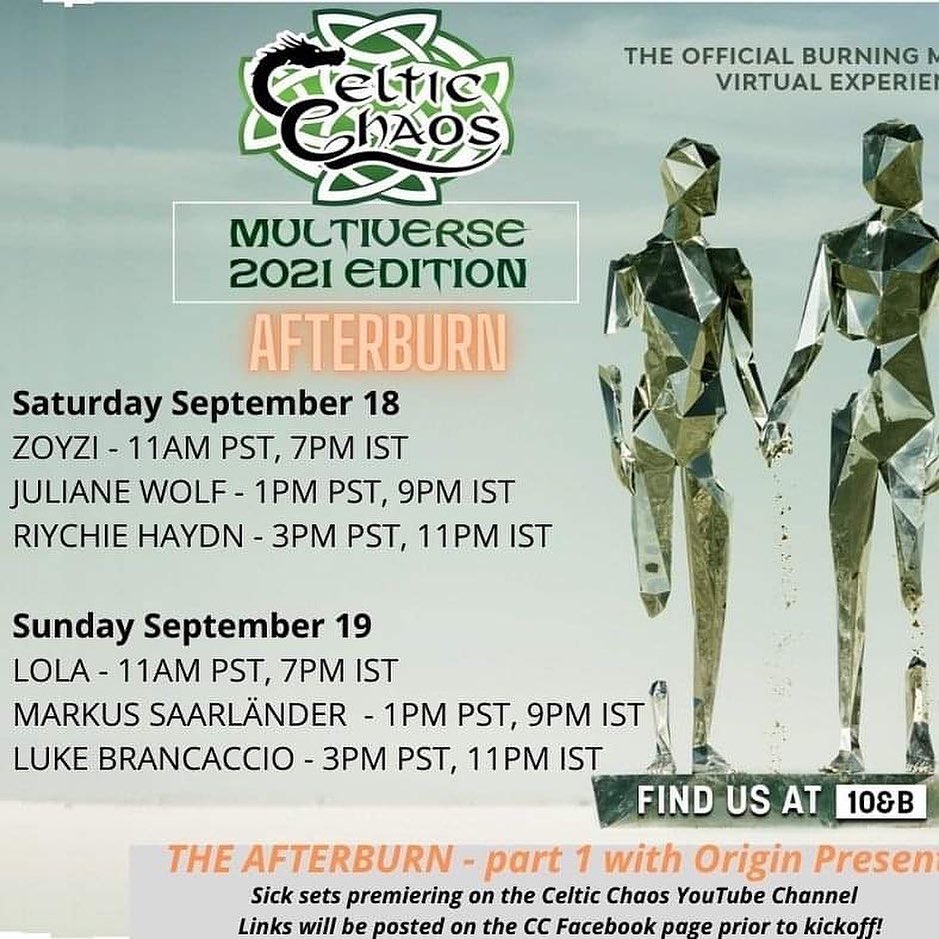 CELTIC
CHAOS
THE OFFICIAL BURNING M
VIRTUAL EXPERIEN
MULTIVERSE
2021 EDITION
AFTERBURN
Saturday September 18
ZOYZI - 11AM PST, 7PM IST
JULIANE WOLF - 1PM PST, 9PM IST
RIYCHIE HAYDN - 3PM PST, 11PM IST
Sunday September 19
LOLA - 11AM PST, 7PM IST
MARKUS SAARLÄNDER - 1PM PST, 9PM IST
LUKE BRANCACCIO - 3PM PST, 11PM IST
FIND US AT 10&B
THE AFTERBURN - part 1 with Origin Present
Sick sets premiering on the Celtic Chaos YouTube Channel
Links will be posted on the CC Facebook page prior to kickoff!